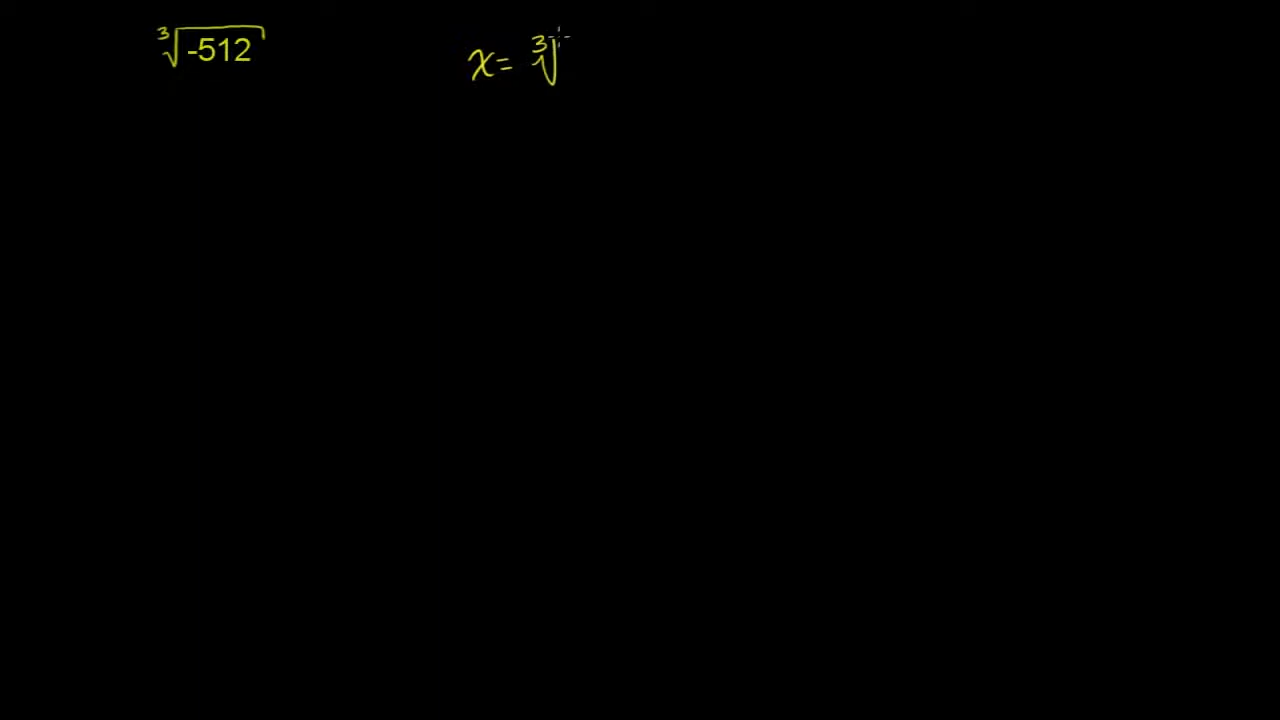 ∛-512
x = ∛